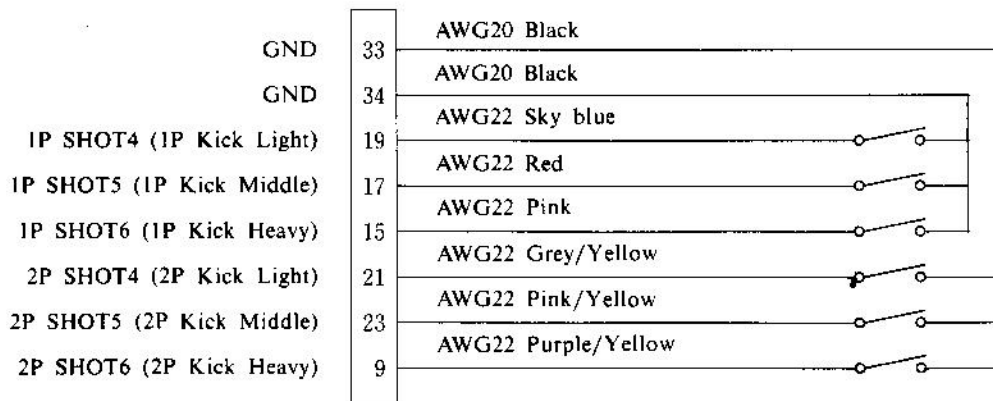 AWG20 Black
GND 33
AWG20 Black
GND 34
AWG22 Sky blue
1P SHOT4 (1P Kick Light) 19
AWG22 Red
1P SHOT5 (1P Kick Middle) 17
AWG22 Pink
1P SHOT6 (1P Kick Heavy) 15
AWG22 Grey/Yellow
2P SHOT4 (2P Kick Light) 21
AWG22 Pink/Yellow
2P SHOT5 (2P Kick Middle) 23
AWG22 Purple/Yellow
2P SHOT6 (2P Kick Heavy) 9